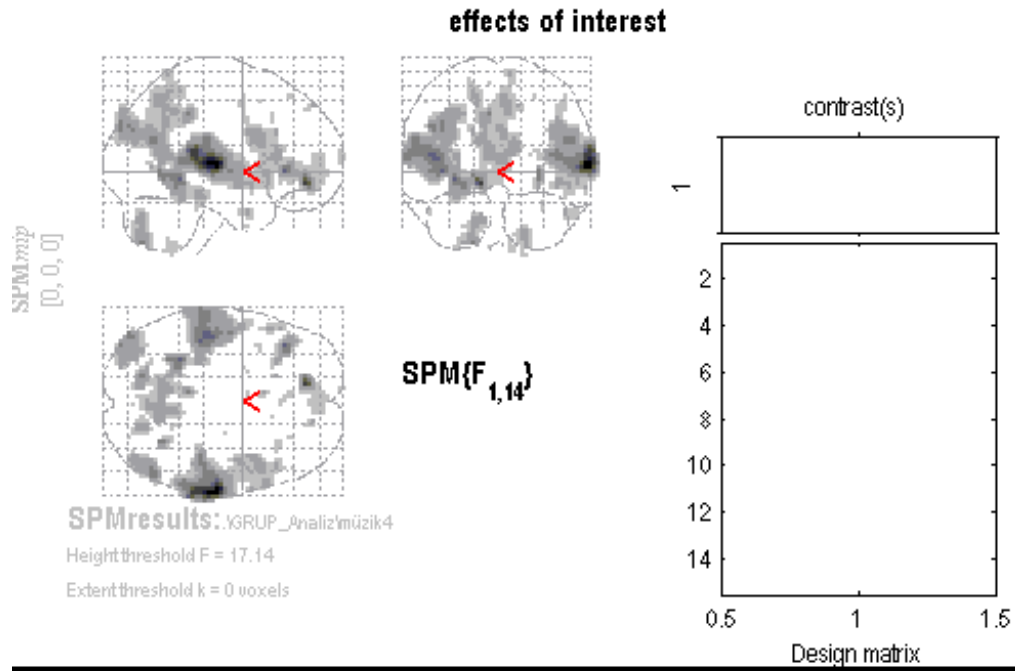 effects of interest
SPMmip
[0, 0, 0]
SPM{F1,14}
SPMresults: .\GRUP_Analiz\müzik4
Height threshold F = 17.14
Extent threshold k = 0 voxels
contrast(s)
1
2
4
6
8
10
12
14
0.5 1 1.5
Design matrix